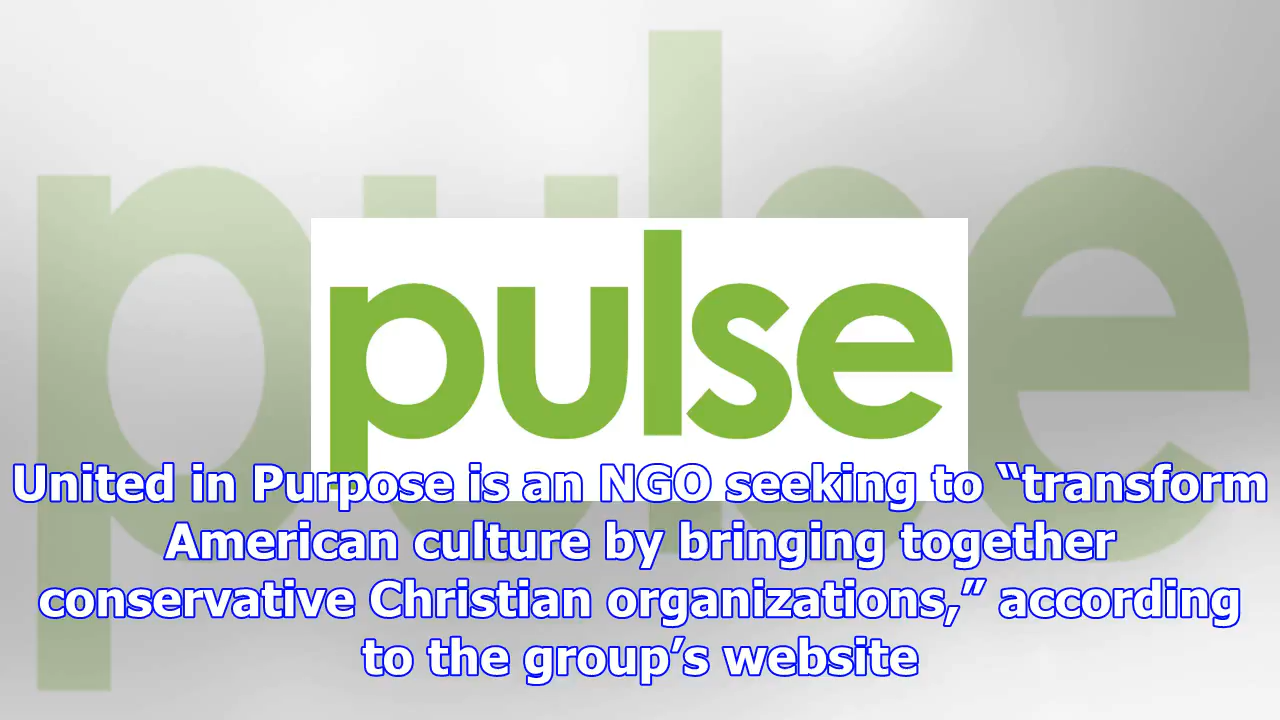 pulse
pulse
United in Purpose is an NGO seeking to “transform
American culture by bringing together
conservative Christian organizations,” according
to the group’s website